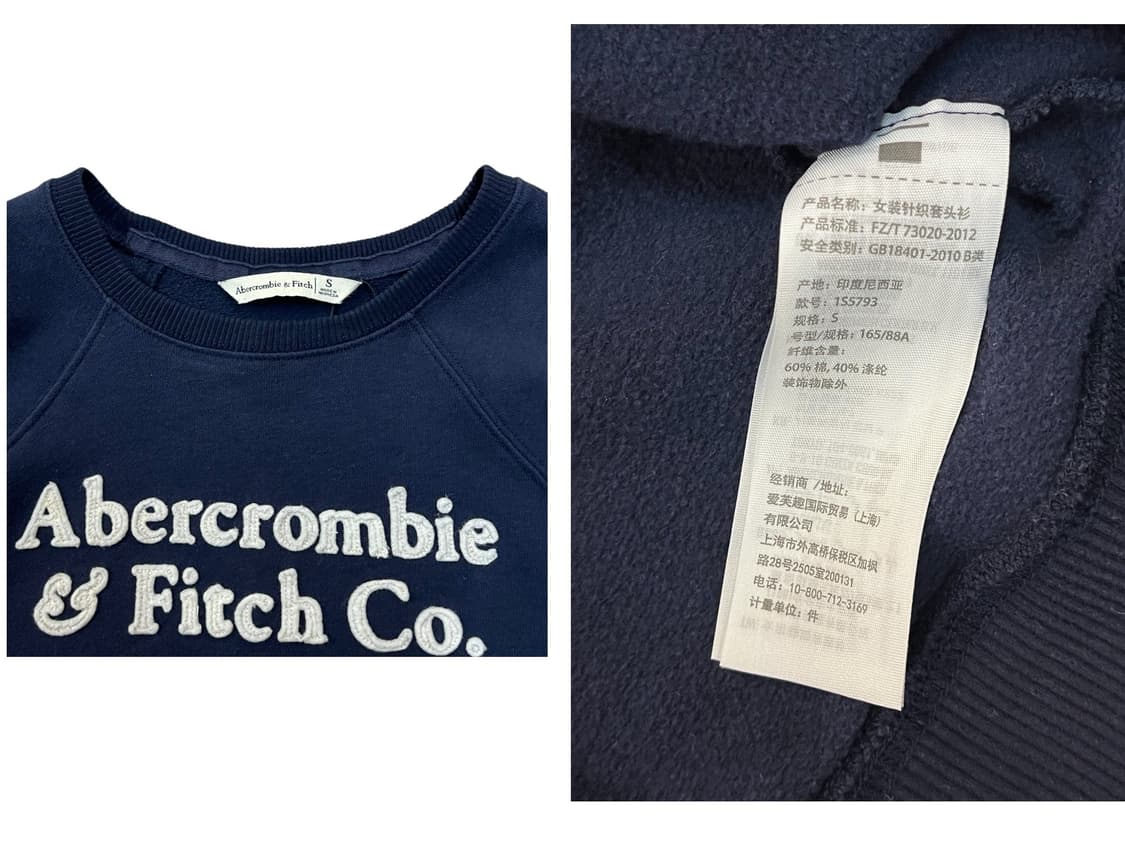 Abercrombie & Fitch
S
MADE IN
INDONESIA
Abercrombie
& Fitch Co.
产品名称：女装针织套头衫
产品标准：FZ/T 73020-2012
安全类别：GB18401-2010 B类
产地：印度尼西亚
款号：1S5793
规格：S
号型/规格：165/88A
纤维含量：
60% 棉, 40% 涤纶
装饰物除外
经销商 /地址：
爱芙趣国际贸易 (上海)
有限公司
上海市外高桥保税区加枫
路28号2505室200131
电话：10-800-712-3169
计量单位：件